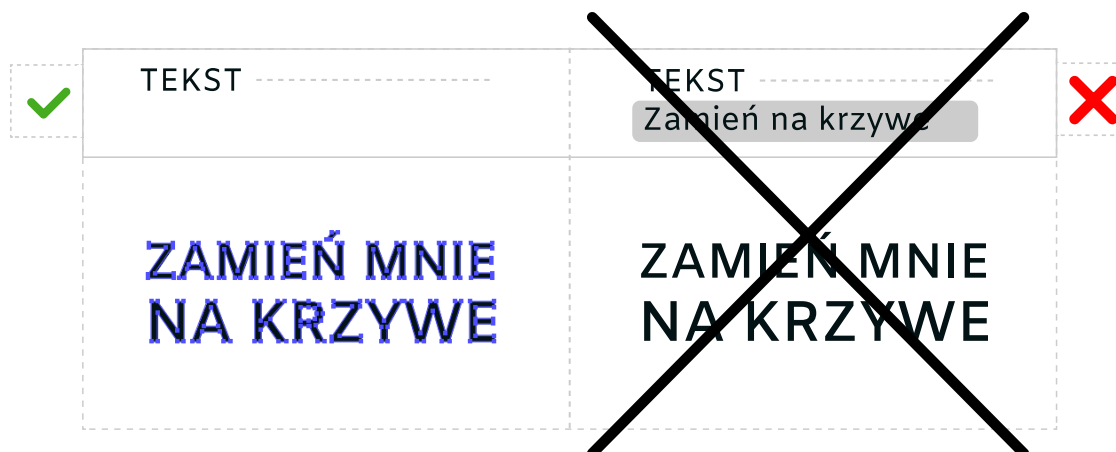 TEKST
ZAMIEŃ MNIE
NA KRZYWE
TEKST
Zamień na krzywe
ZAMIEŃ MNIE
NA KRZYWE